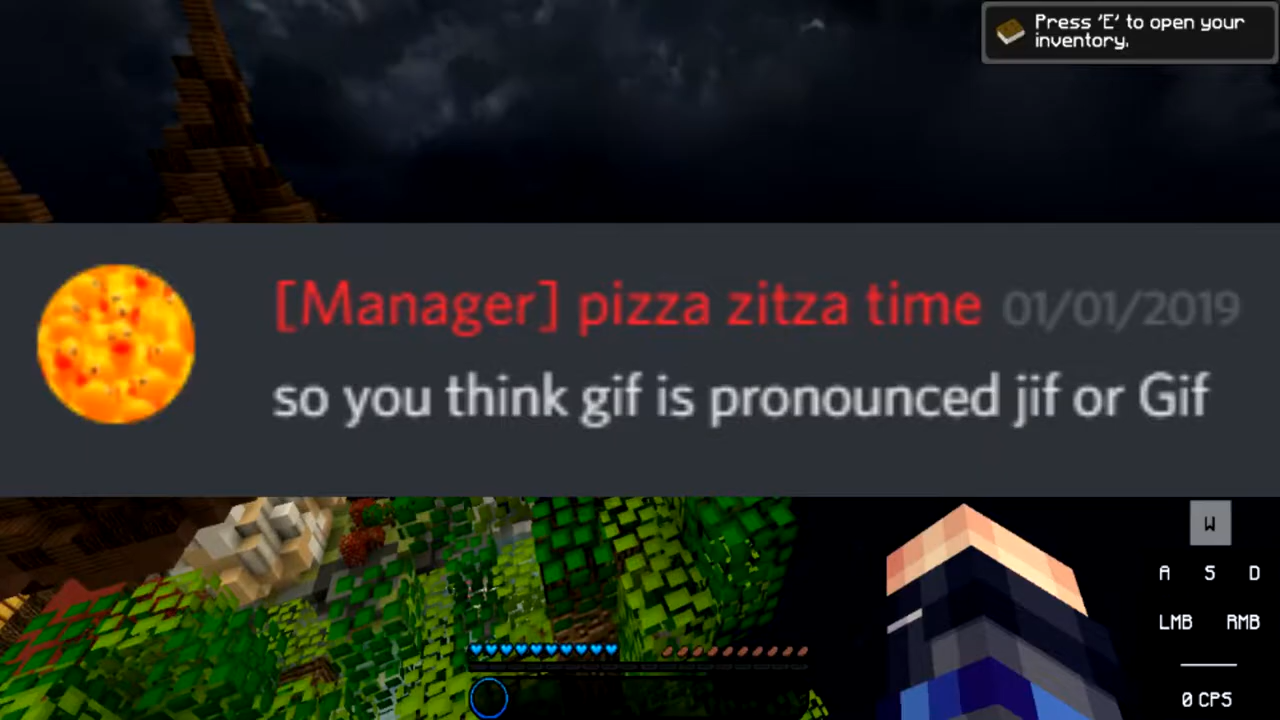 Press 'E' to open your
inventory.
[Manager] pizza zitza time 01/01/2019
so you think gif is pronounced jif or Gif
W
A S D
LMB RMB
0 CPS